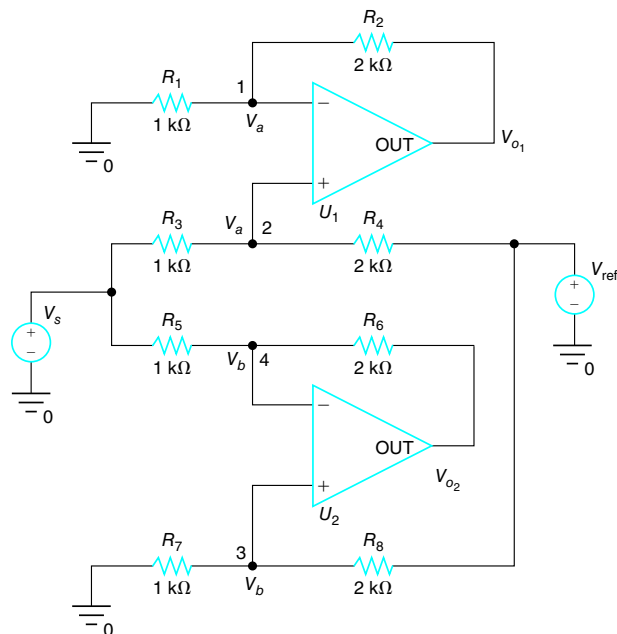 R2
2 kΩ
R1
1
−
1 kΩ
Va
OUT
Vo1
0
+
U1
R3
Va
2
R4
1 kΩ
2 kΩ
Vref
+
−
Vs
R5
R6
+
−
1 kΩ
Vb
4
2 kΩ
0
0
−
OUT
Vo2
+
U2
R7
3
R8
1 kΩ
Vb
2 kΩ
0